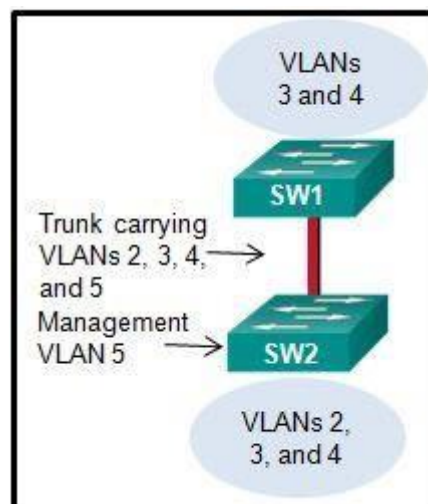 VLANs
3 and 4
SW1
Trunk carrying
VLANs 2, 3, 4,
and 5
Management
VLAN 5
SW2
VLANs 2,
3, and 4